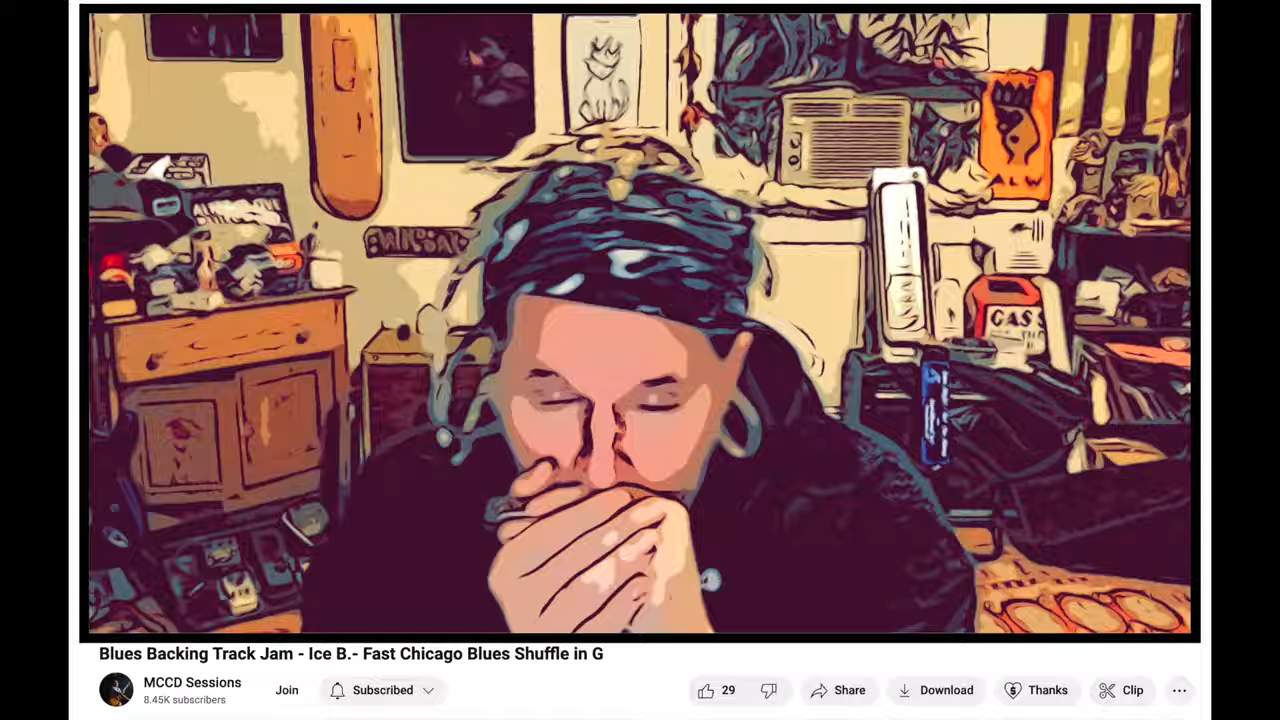 ALW
GAS
Blues Backing Track Jam - Ice B.- Fast Chicago Blues Shuffle in G
MCCD Sessions
8.45K subscribers
Join
Subscribed
29
Share
Download
Thanks
Clip